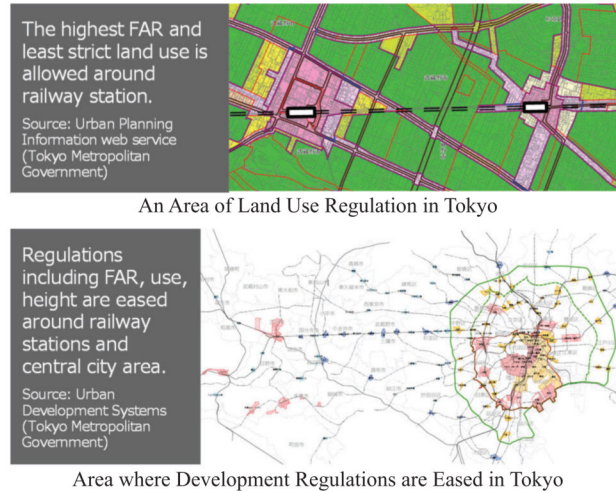 The highest FAR and
least strict land use is
allowed around
railway station.
Source: Urban Planning
Information web service
(Tokyo Metropolitan
Government)
An Area of Land Use Regulation in Tokyo
Regulations
including FAR, use,
height are eased
around railway
stations and
central city area.
Source: Urban
Development Systems
(Tokyo Metropolitan
Government)
Area where Development Regulations are Eased in Tokyo